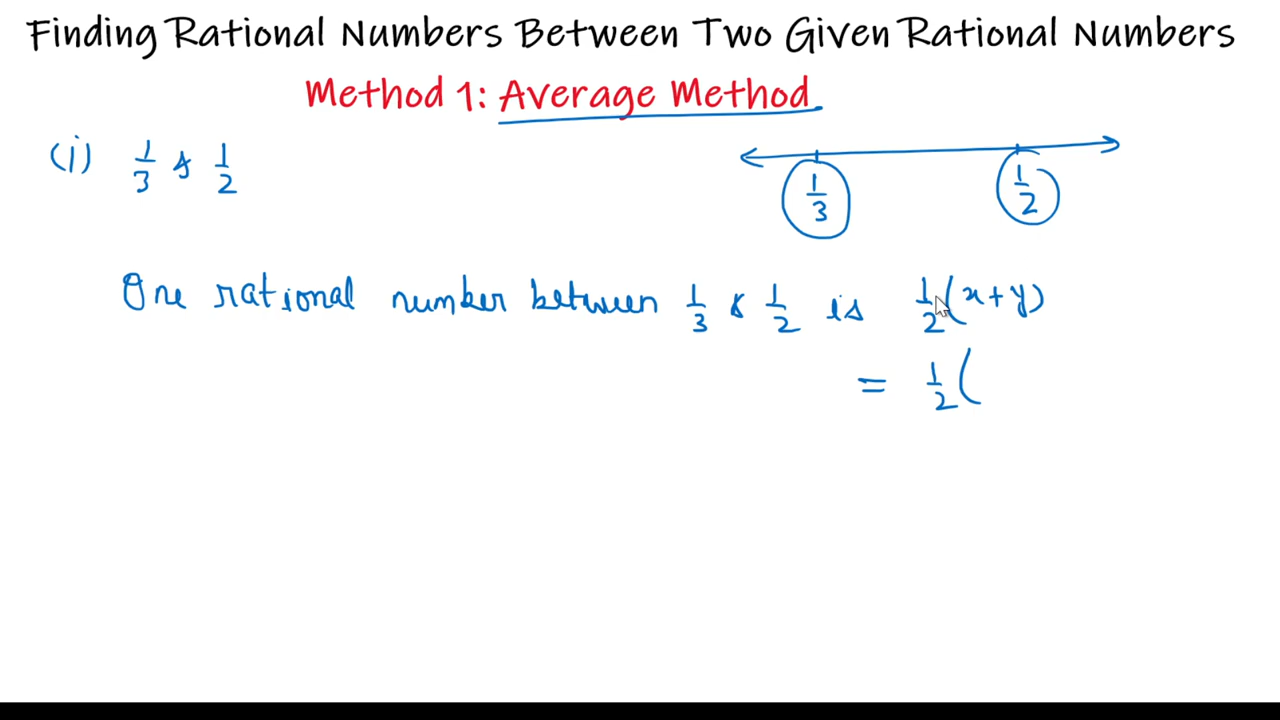 Finding Rational Numbers Between Two Given Rational Numbers
Method 1: Average Method
(i) 1/3 & 1/2
1/3 1/2
One rational number between 1/3 & 1/2 is 1/2(x+y)
= 1/2(